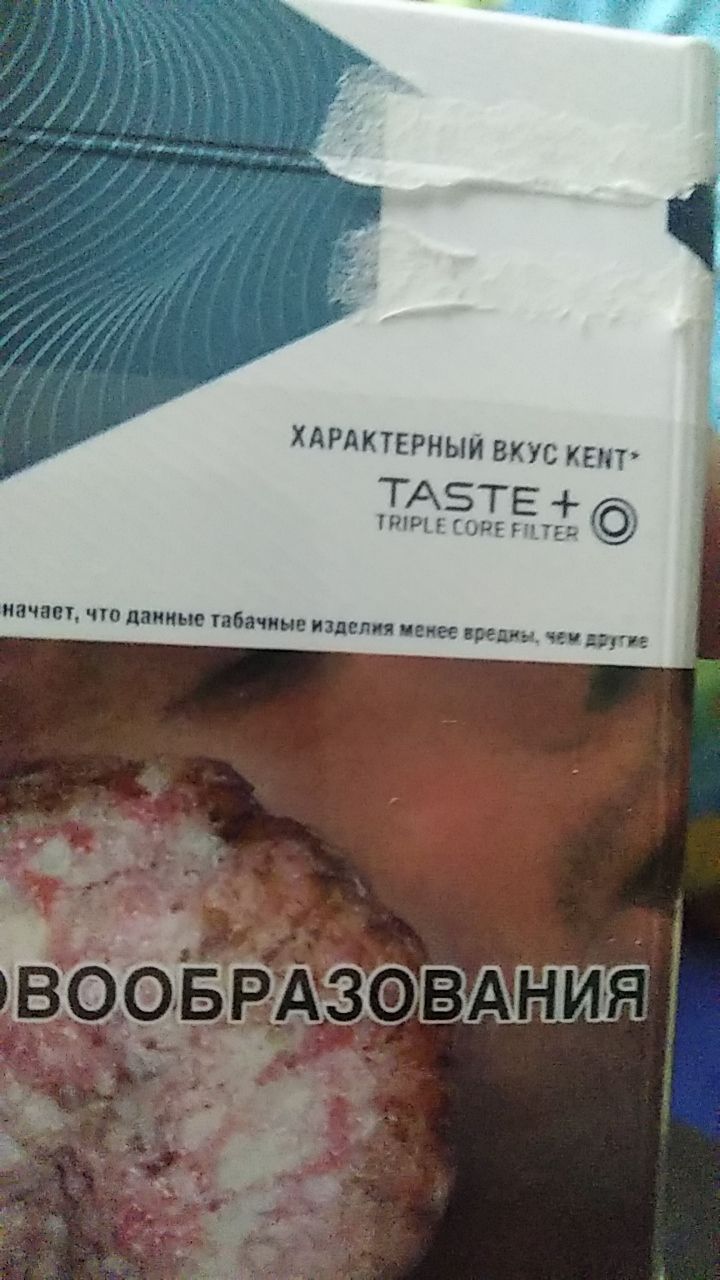 ХАРАКТЕРНЫЙ ВКУС KENT*
TASTE +
TRIPLE CORE FILTER
начает, что данные табачные изделия менее вредны, чем другие
ОВООБРАЗОВАНИЯ